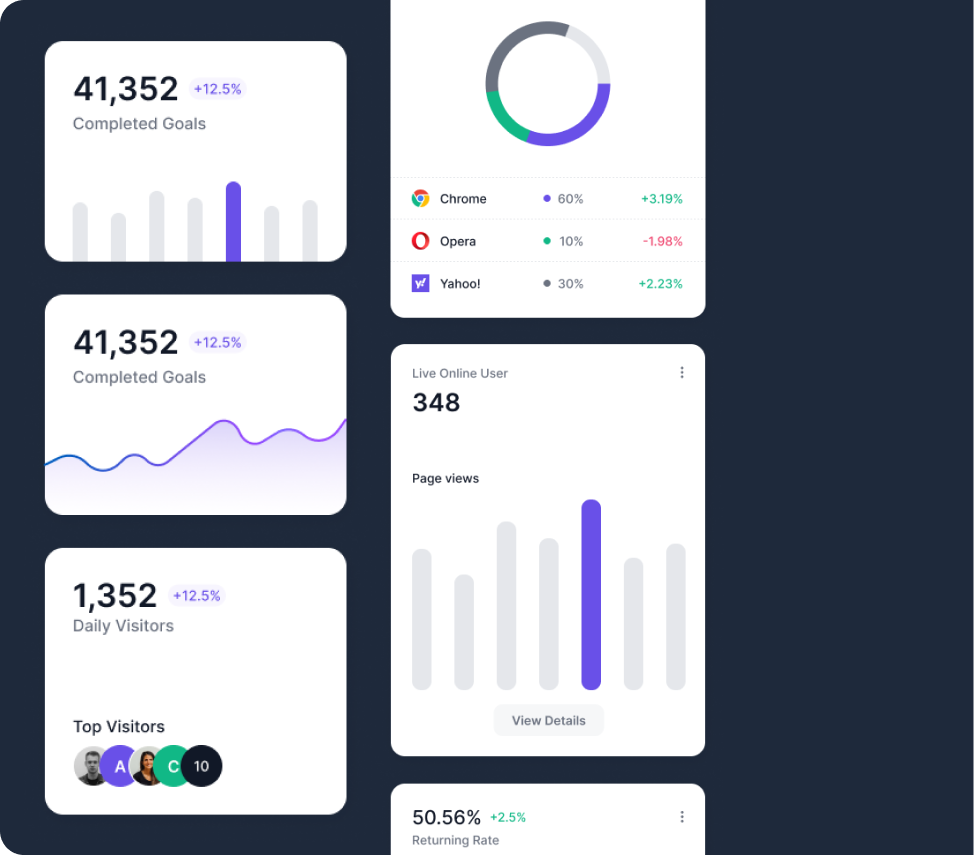 41,352 +12.5%
Completed Goals
41,352 +12.5%
Completed Goals
1,352 +12.5%
Daily Visitors
Top Visitors
A C 10
Chrome 60% +3.19%
Opera 10% -1.98%
y! Yahoo! 30% +2.23%
Live Online User
348
Page views
View Details
50.56% +2.5%
Returning Rate